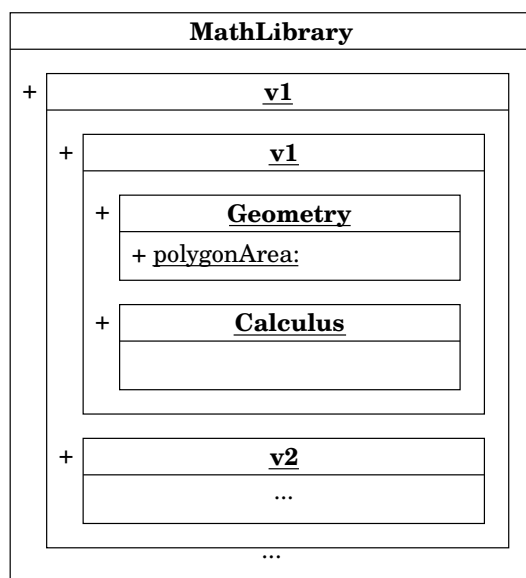 MathLibrary
+ v1
+ v1
+ Geometry
+ polygonArea:
+ Calculus
+ v2
...
...